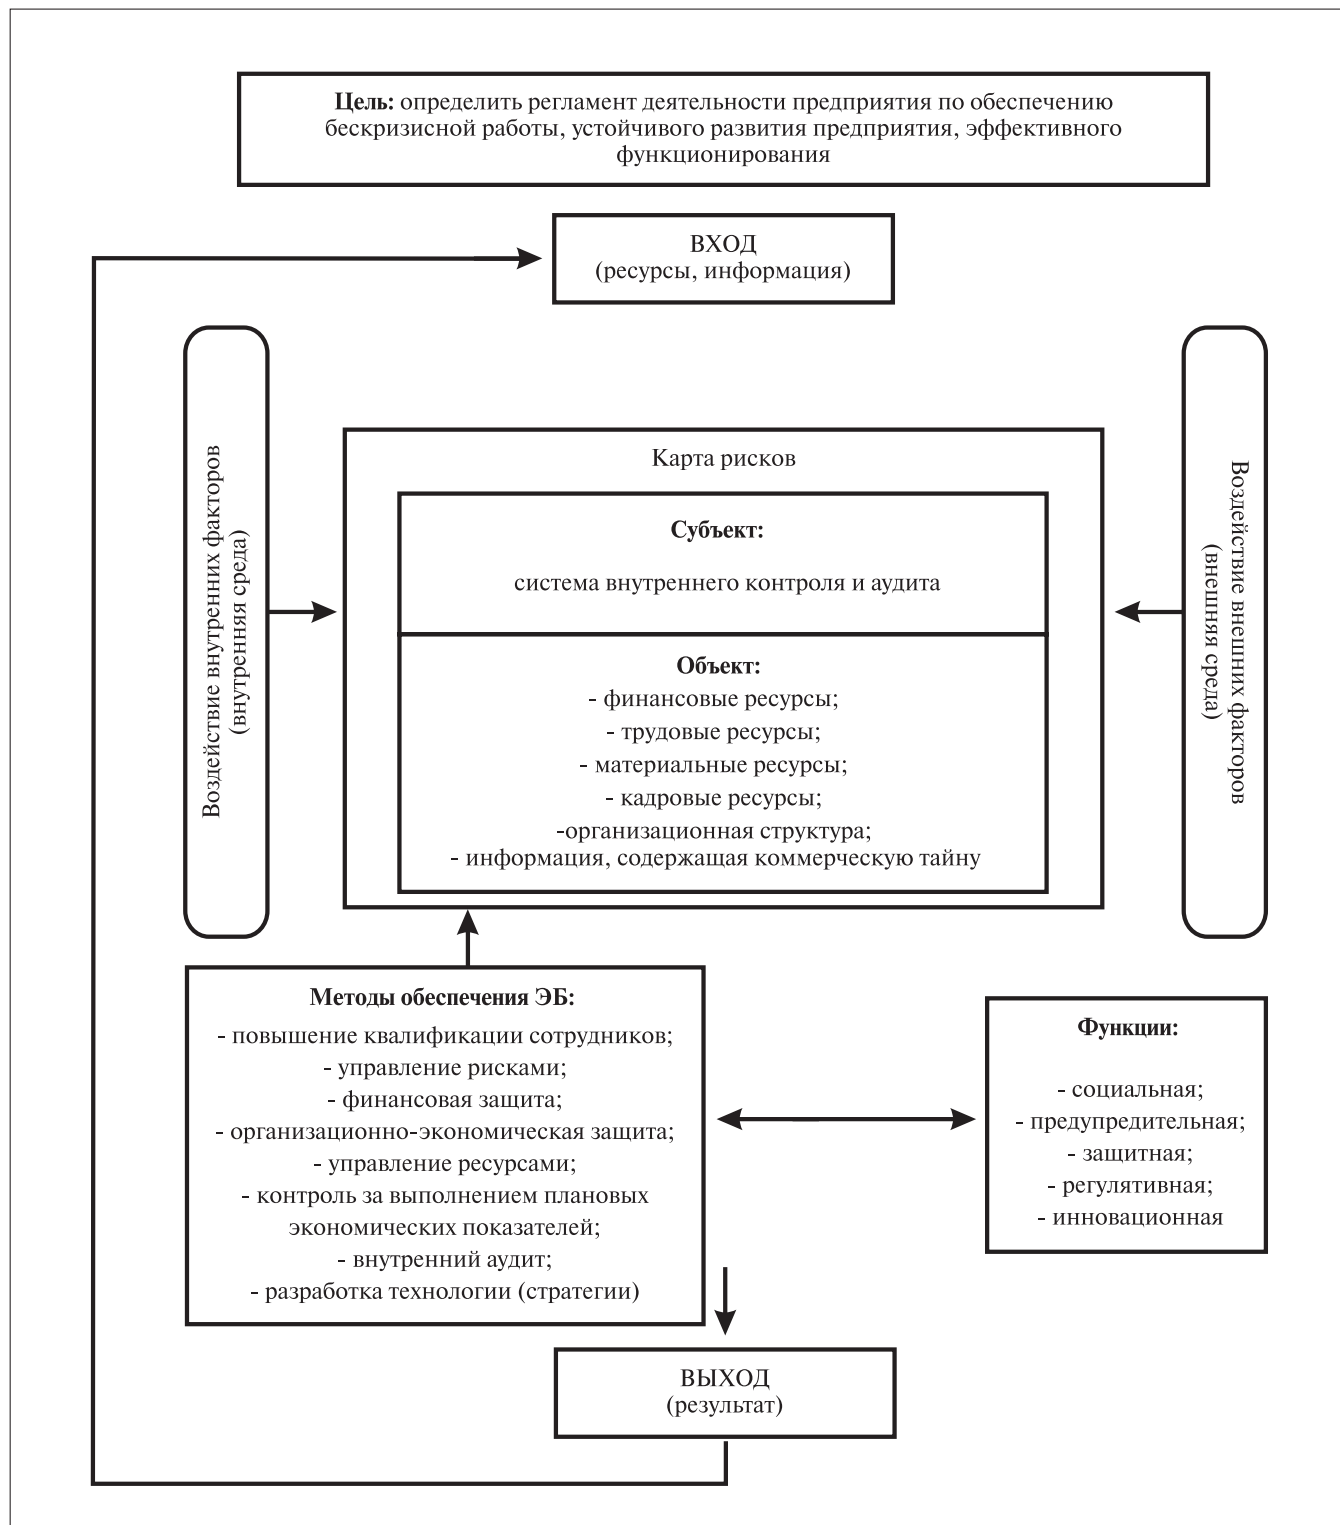 Цель: определить регламент деятельности предприятия по обеспечению
бескризисной работы, устойчивого развития предприятия, эффективного
функционирования
ВХОД
(ресурсы, информация)
Воздействие внутренних факторов
(внутренняя среда)
Карта рисков
Субъект:
система внутреннего контроля и аудита
Объект:
- финансовые ресурсы;
- трудовые ресурсы;
- материальные ресурсы;
- кадровые ресурсы;
-организационная структура;
- информация, содержащая коммерческую тайну
Воздействие внешних факторов
(внешняя среда)
Методы обеспечения ЭБ:
- повышение квалификации сотрудников;
- управление рисками;
- финансовая защита;
- организационно-экономическая защита;
- управление ресурсами;
- контроль за выполнением плановых
экономических показателей;
- внутренний аудит;
- разработка технологии (стратегии)
Функции:
- социальная;
- предупредительная;
- защитная;
- регулятивная;
- инновационная
ВЫХОД
(результат)